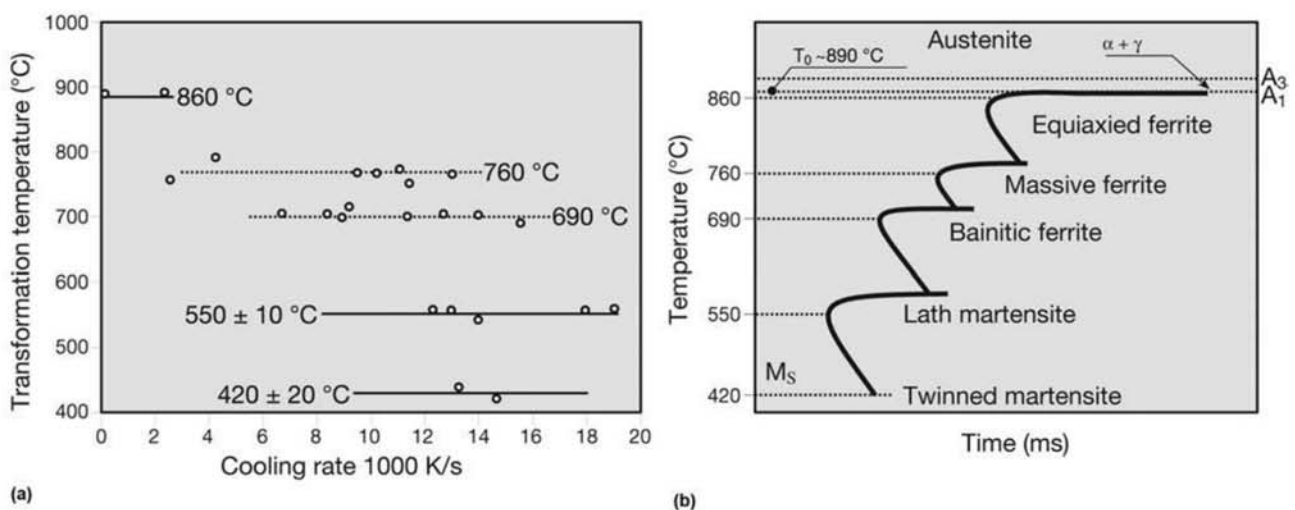 1000
900
800
700
600
500
400
Transformation temperature (°C)
860 °C
760 °C
690 °C
550 ± 10 °C
420 ± 20 °C
0
2
4
6
8
10
12
14
16
18
20
Cooling rate 1000 K/s
(a)
Austenite
α + γ
T0 ~890 °C
A3
A1
860
Equiaxied ferrite
760
Massive ferrite
690
Bainitic ferrite
550
Lath martensite
MS
420
Twinned martensite
Temperature (°C)
Time (ms)
(b)